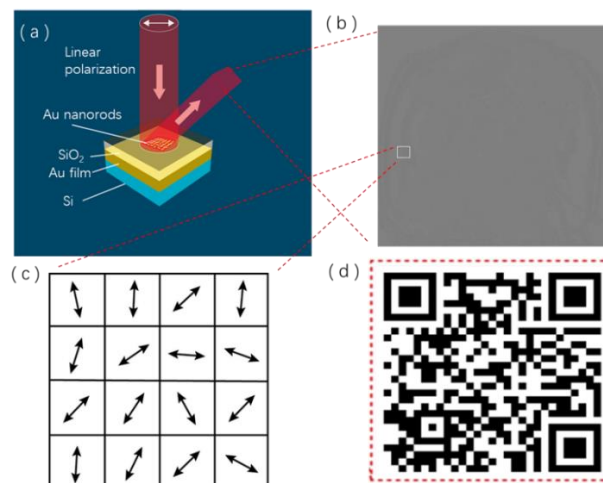 ( a )
Linear
polarization
Au nanorods
SiO₂
Au film
Si
( b )
( c )
( d )